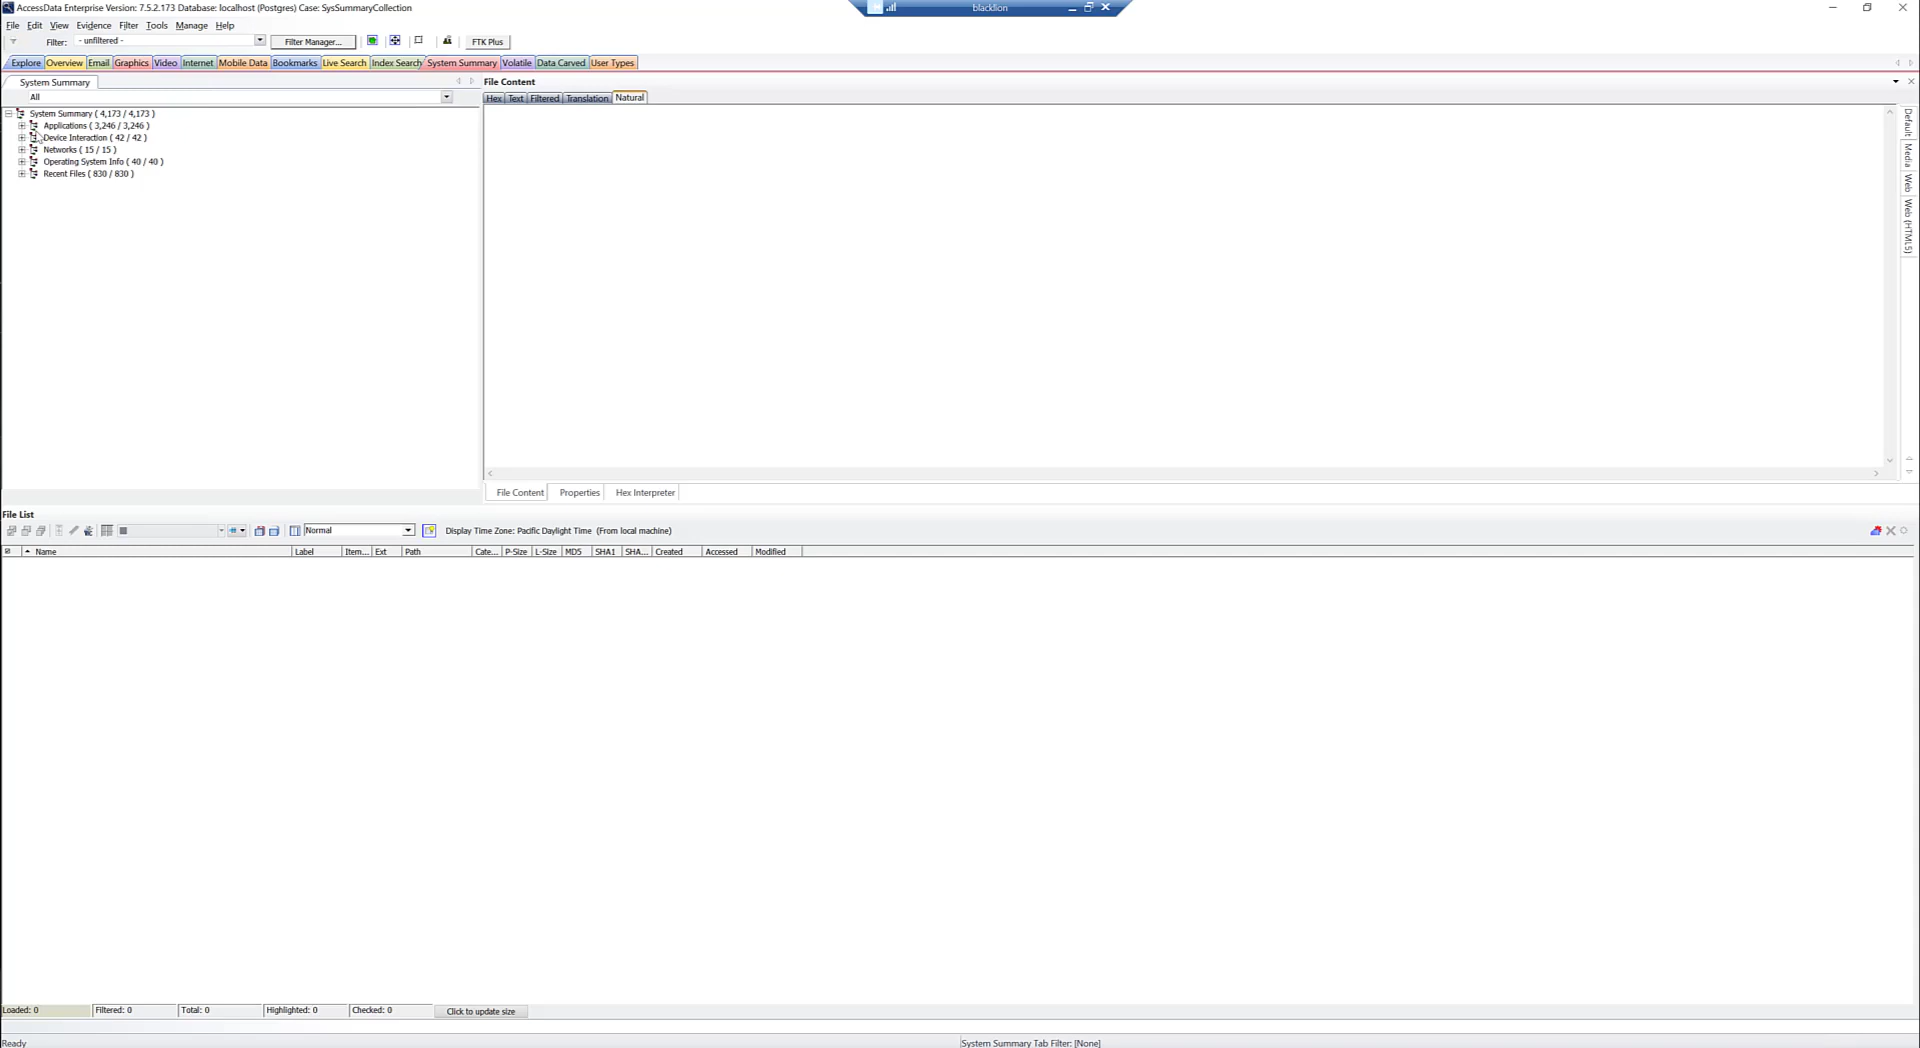 AccessData Enterprise Version: 7.5.2.173 Database: localhost (Postgres) Case: SysSummaryCollection
blacklion
File Edit View Evidence Filter Tools Manage Help
Filter: - unfiltered - Filter Manager... FTK Plus
Explore Overview Email Graphics Video Internet Mobile Data Bookmarks Live Search Index Search System Summary Volatile Data Carved User Types
System Summary
File Content
All
Hex Text Filtered Translation Natural
System Summary ( 4,173 / 4,173 )
Applications ( 3,246 / 3,246 )
Device Interaction ( 42 / 42 )
Networks ( 15 / 15 )
Operating System Info ( 40 / 40 )
Recent Files ( 830 / 830 )
Default
Media
Web
Web (HTML5)
File Content Properties Hex Interpreter
File List
Normal Display Time Zone: Pacific Daylight Time (From local machine)
Name Label Item... Ext Path Cate... P-Size L-Size MD5 SHA1 SHA... Created Accessed Modified
Loaded: 0 Filtered: 0 Total: 0 Highlighted: 0 Checked: 0 Click to update size
Ready System Summary Tab Filter: [None]